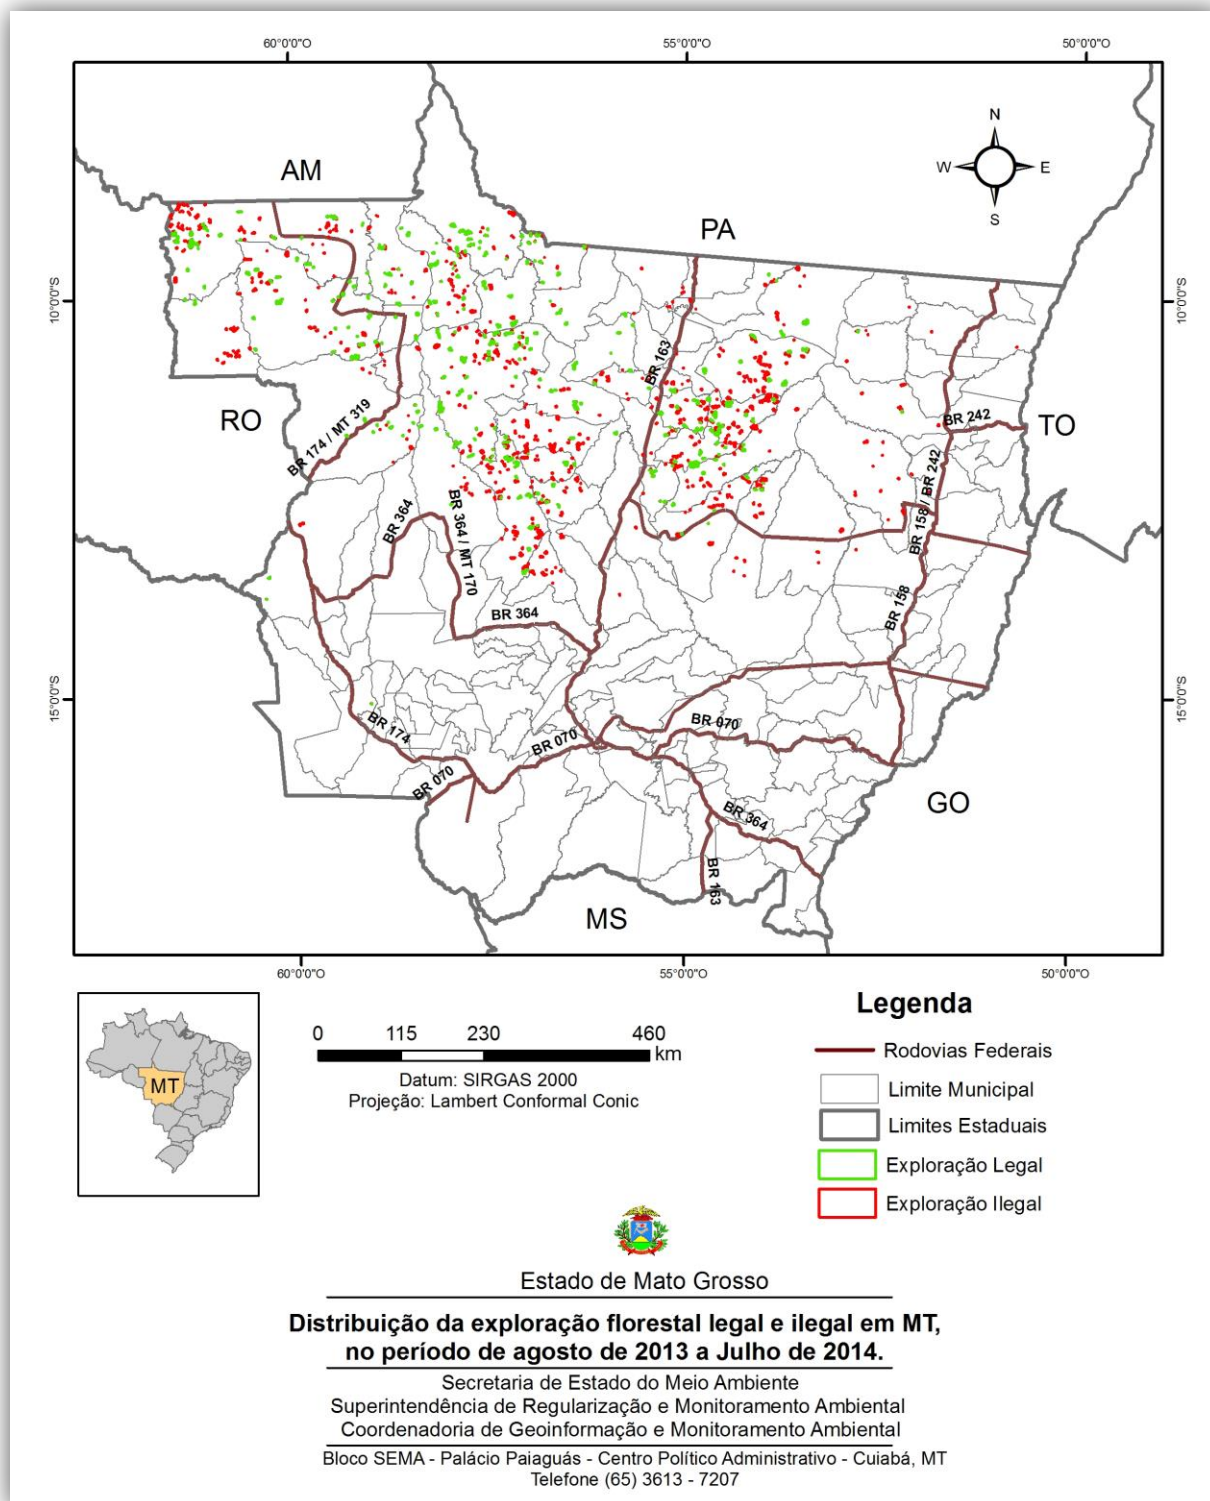 60°0'0"O
55°0'0"O
50°0'0"O
N
W
E
S
AM
PA
10°0'0"S
10°0'0"S
RO
TO
BR 163
BR 174 / MT 319
BR 242
BR 158 / BR 242
BR 364
BR 364 / MT 170
BR 158
BR 364
15°0'0"S
15°0'0"S
BR 174
BR 070
BR 070
BR 070
BR 364
BR 163
GO
MS
60°0'0"O
55°0'0"O
50°0'0"O
MT
0
115
230
460
km
Datum: SIRGAS 2000
Projeção: Lambert Conformal Conic
Legenda
Rodovias Federais
Limite Municipal
Limites Estaduais
Exploração Legal
Exploração Ilegal
Estado de Mato Grosso
Distribuição da exploração florestal legal e ilegal em MT,
no período de agosto de 2013 a Julho de 2014.
Secretaria de Estado do Meio Ambiente
Superintendência de Regularização e Monitoramento Ambiental
Coordenadoria de Geoinformação e Monitoramento Ambiental
Bloco SEMA - Palácio Paiaguás - Centro Político Administrativo - Cuiabá, MT
Telefone (65) 3613 - 7207